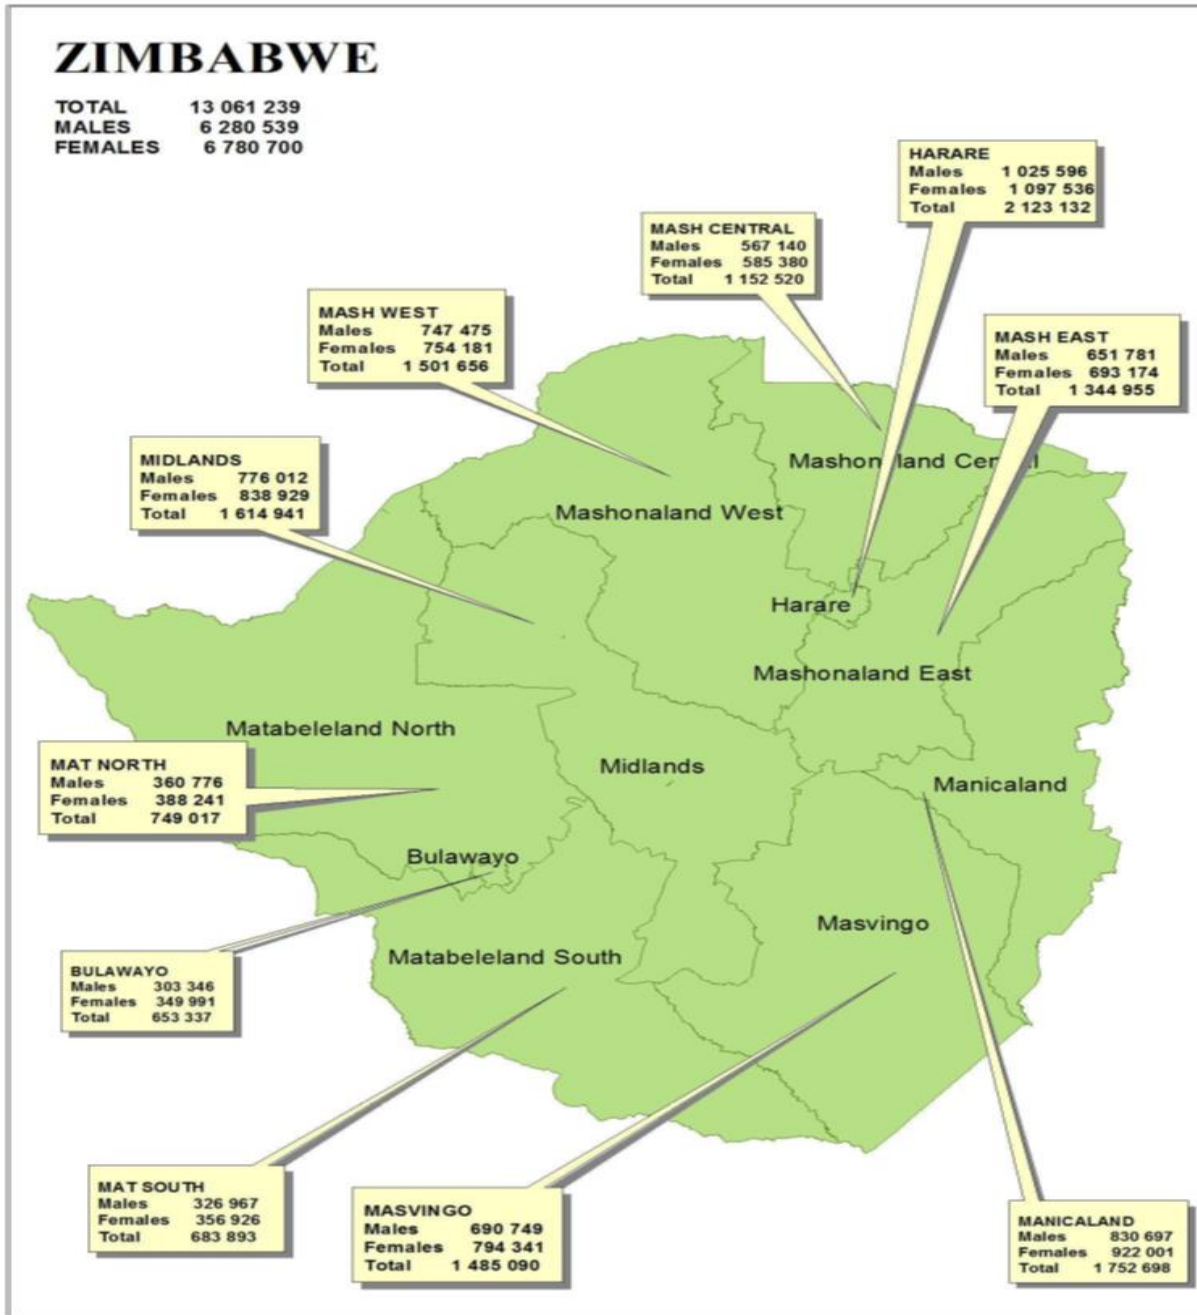 ZIMBABWE
TOTAL 13 061 239
MALES 6 280 539
FEMALES 6 780 700
HARARE
Males 1 025 596
Females 1 097 536
Total 2 123 132
MASH CENTRAL
Males 567 140
Females 585 380
Total 1 152 520
MASH WEST
Males 747 475
Females 754 181
Total 1 501 656
MASH EAST
Males 651 781
Females 693 174
Total 1 344 955
MIDLANDS
Males 776 012
Females 838 929
Total 1 614 941
Mashonaland Central
Mashonaland West
Harare
Mashonaland East
Matabeleland North
MAT NORTH
Males 360 776
Females 388 241
Total 749 017
Midlands
Manicaland
Bulawayo
Masvingo
Matabeleland South
BULAWAYO
Males 303 346
Females 349 991
Total 653 337
MAT SOUTH
Males 326 967
Females 356 926
Total 683 893
MASVINGO
Males 690 749
Females 794 341
Total 1 485 090
MANICALAND
Males 830 697
Females 922 001
Total 1 752 698